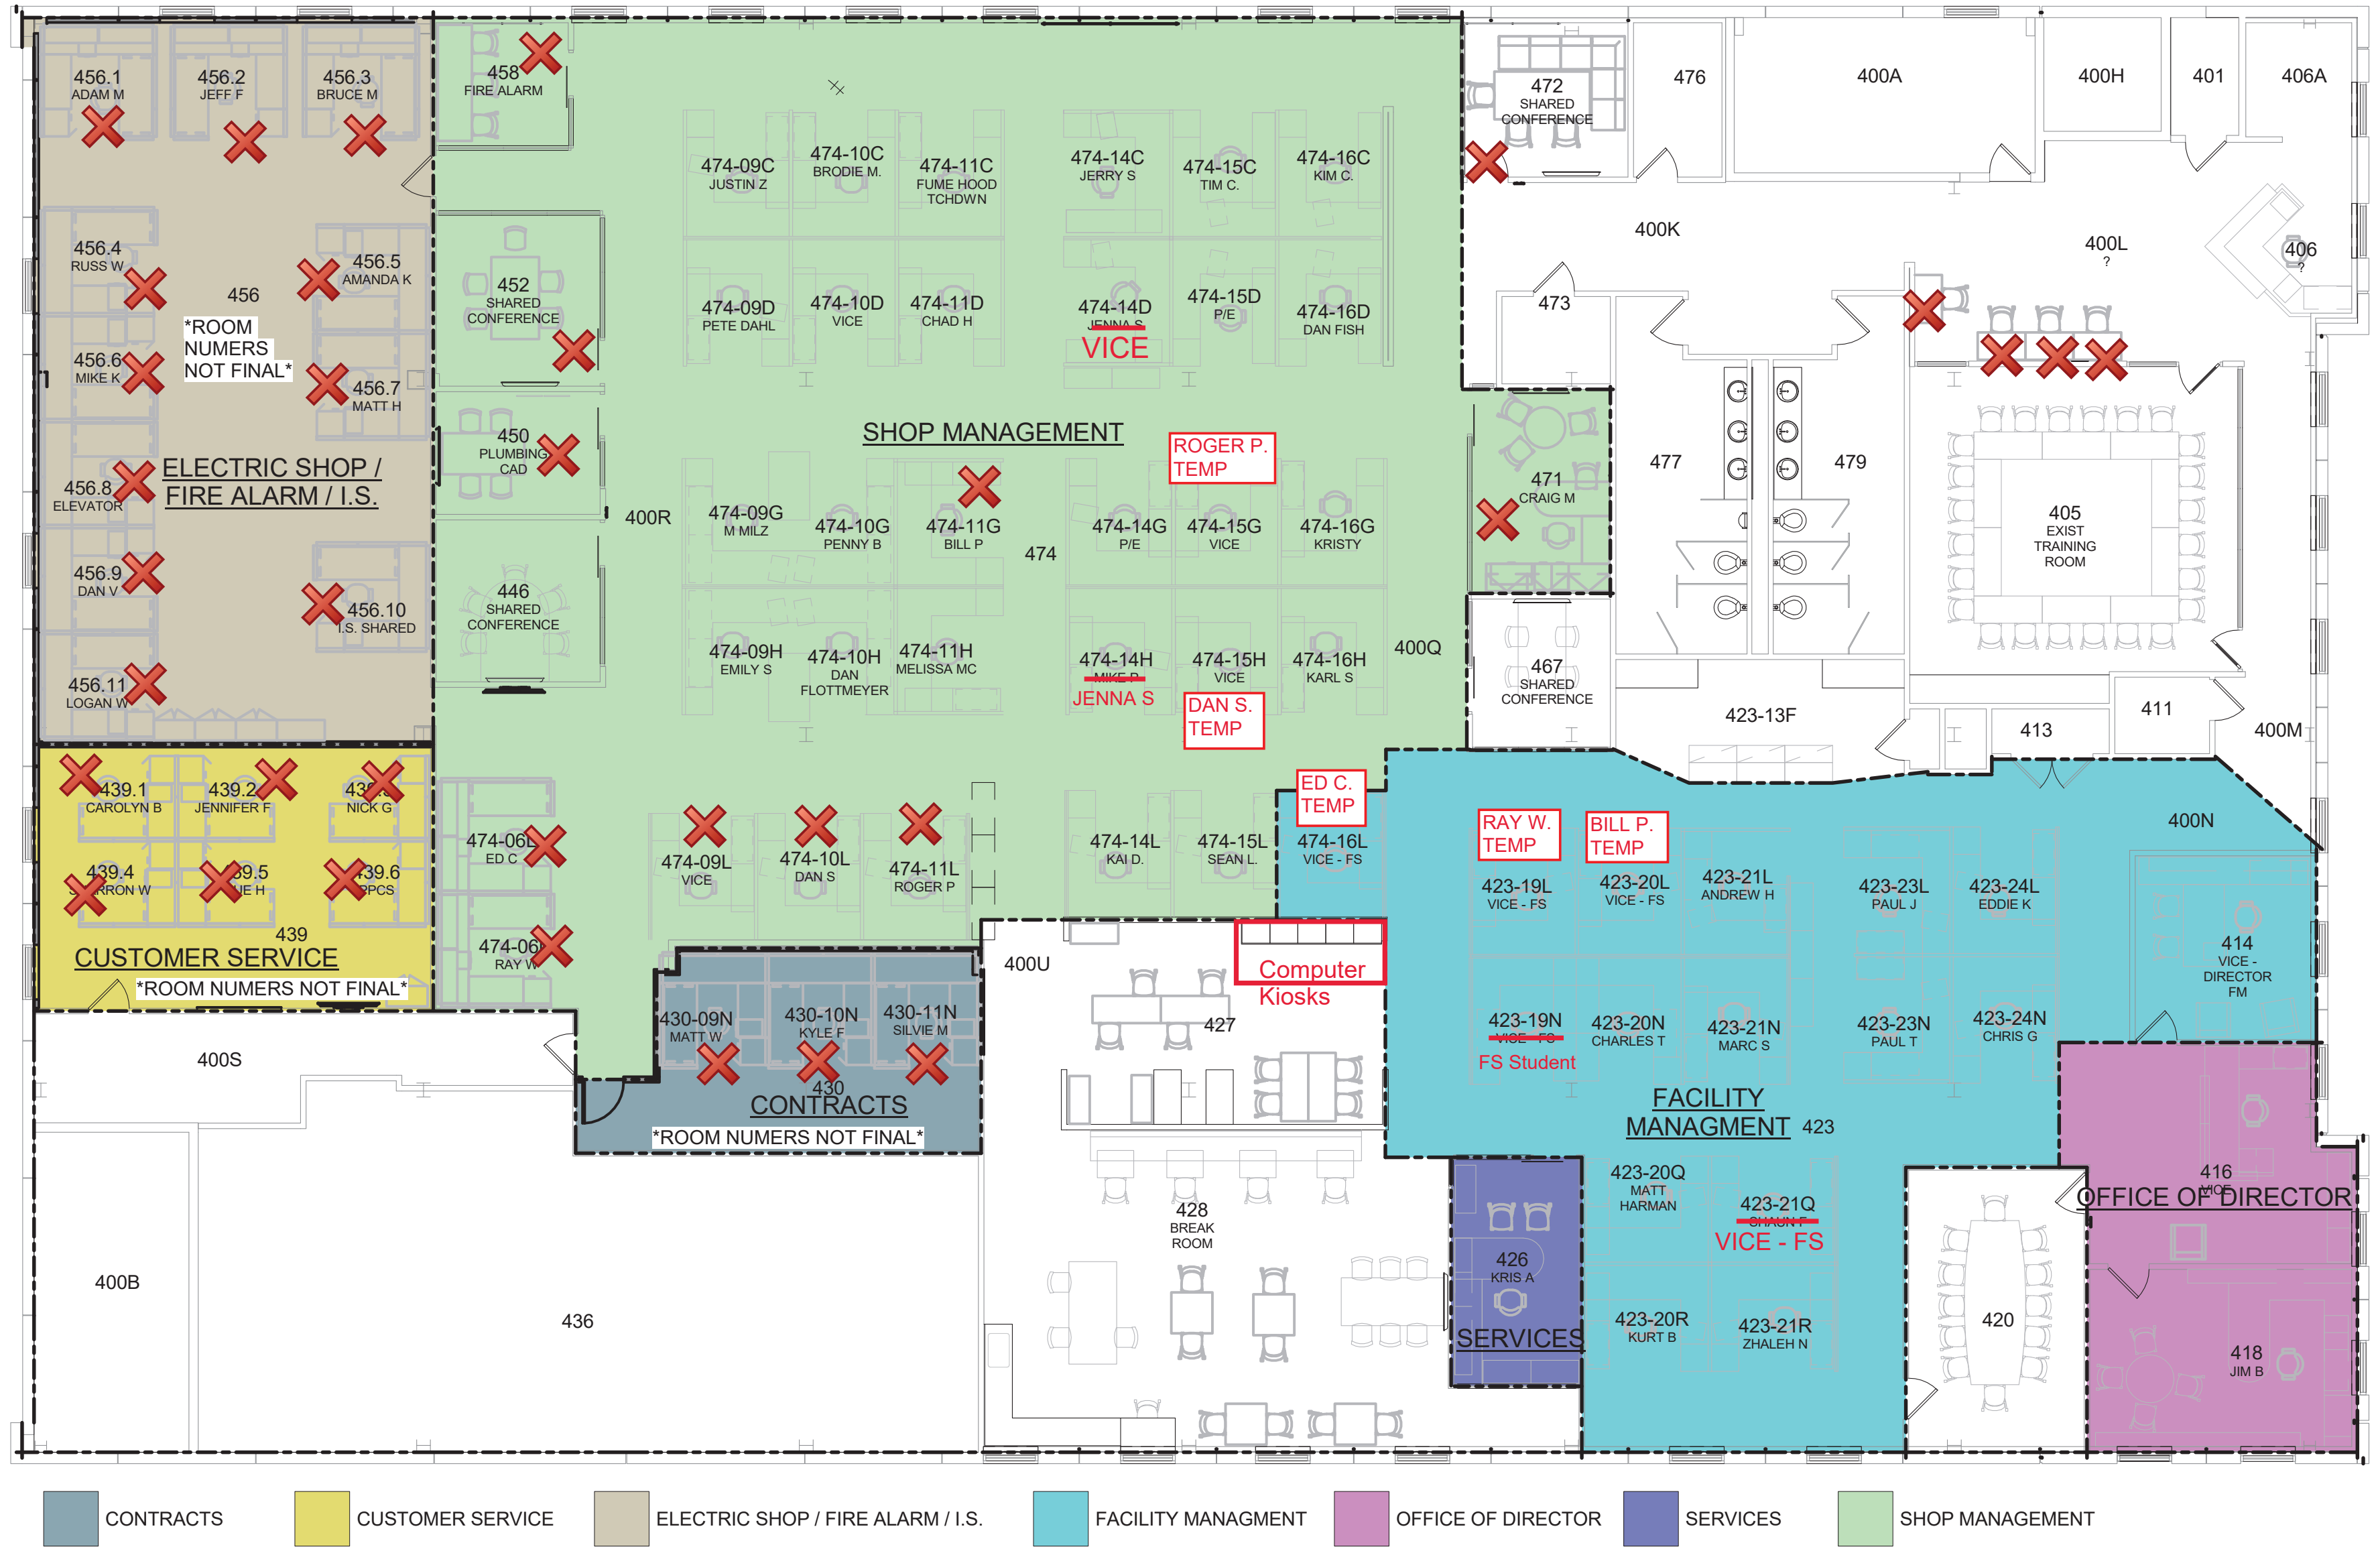 456.1
ADAM M
456.2
JEFF F
456.3
BRUCE M
458
FIRE ALARM
474-09C
JUSTIN Z
474-10C
BRODIE M.
474-11C
FUME HOOD
TCHDWN
474-14C
JERRY S
474-15C
TIM C.
474-16C
KIM C.
472
SHARED
CONFERENCE
476
400A
400H
401
406A
456.4
RUSS W
456.5
AMANDA K
456
*ROOM
NUMERS
NOT FINAL*
452
SHARED
CONFERENCE
474-09D
PETE DAHL
474-10D
VICE
474-11D
CHAD H
474-14D
JENNA S
VICE
474-15D
P/E
474-16D
DAN FISH
400K
473
400L
?
406
?
456.6
MIKE K
456.7
MATT H
ELECTRIC SHOP /
FIRE ALARM / I.S.
456.8
ELEVATOR
450
PLUMBING
CAD
SHOP MANAGEMENT
ROGER P.
TEMP
400R
474-09G
M MILZ
474-10G
PENNY B
474-11G
BILL P
474
474-14G
P/E
474-15G
VICE
474-16G
KRISTY
471
CRAIG M
477
479
405
EXIST
TRAINING
ROOM
456.9
DAN V
456.10
I.S. SHARED
446
SHARED
CONFERENCE
474-09H
EMILY S
474-10H
DAN
FLOTTMEYER
474-11H
MELISSA MC
474-14H
MIKE P
JENNA S
474-15H
VICE
DAN S.
TEMP
474-16H
KARL S
400Q
467
SHARED
CONFERENCE
423-13F
413
411
400M
456.11
LOGAN W
439.1
CAROLYN B
439.2
JENNIFER F
NICK G
439.4
439.5
439.6
439
CUSTOMER SERVICE
*ROOM NUMERS NOT FINAL*
474-06L
ED C
474-06
RAY W
474-09L
VICE
474-10L
DAN S
474-11L
ROGER P
474-14L
KAI D.
474-15L
SEAN L.
ED C.
TEMP
474-16L
VICE - FS
RAY W.
TEMP
423-19L
VICE - FS
BILL P.
TEMP
423-20L
VICE - FS
423-21L
ANDREW H
423-23L
PAUL J
423-24L
EDDIE K
400N
414
VICE -
DIRECTOR
FM
400U
Computer
Kiosks
427
430-09N
MATT W
430-10N
KYLE F
430-11N
SILVIE M
430
CONTRACTS
*ROOM NUMERS NOT FINAL*
423-19N
VICE - FS
FS Student
423-20N
CHARLES T
423-21N
MARC S
423-23N
PAUL T
423-24N
CHRIS G
FACILITY
MANAGMENT
423
400S
400B
436
428
BREAK
ROOM
426
KRIS A
SERVICES
423-20Q
MATT
HARMAN
423-21Q
SHAUN F
VICE - FS
423-20R
KURT B
423-21R
ZHALEH N
420
416
VICE
OFFICE OF DIRECTOR
418
JIM B
CONTRACTS
CUSTOMER SERVICE
ELECTRIC SHOP / FIRE ALARM / I.S.
FACILITY MANAGMENT
OFFICE OF DIRECTOR
SERVICES
SHOP MANAGEMENT